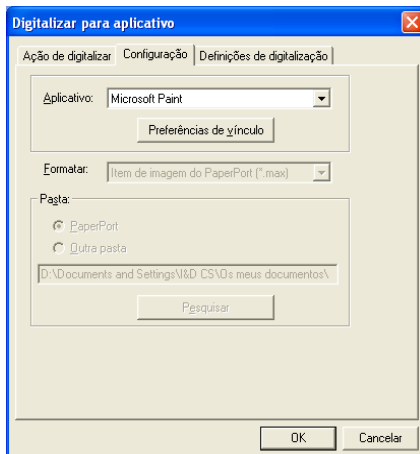 Digitalizar para aplicativo
Ação de digitalizar Configuração Definições de digitalização
Aplicativo: Microsoft Paint
Preferências de vínculo
Formatar: Item de imagem do PaperPort (*.max)
Pasta:
PaperPort
Outra pasta
D:\Documents and Settings\I&D CS\Os meus documentos\
Pesquisar
OK Cancelar